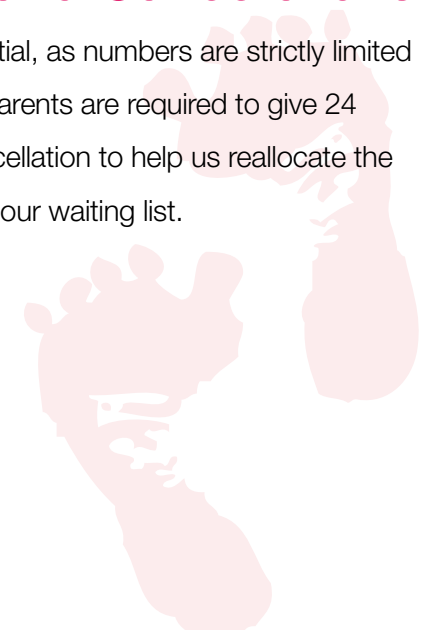 tial, as numbers are strictly limited
arents are required to give 24
cellation to help us reallocate the
our waiting list.